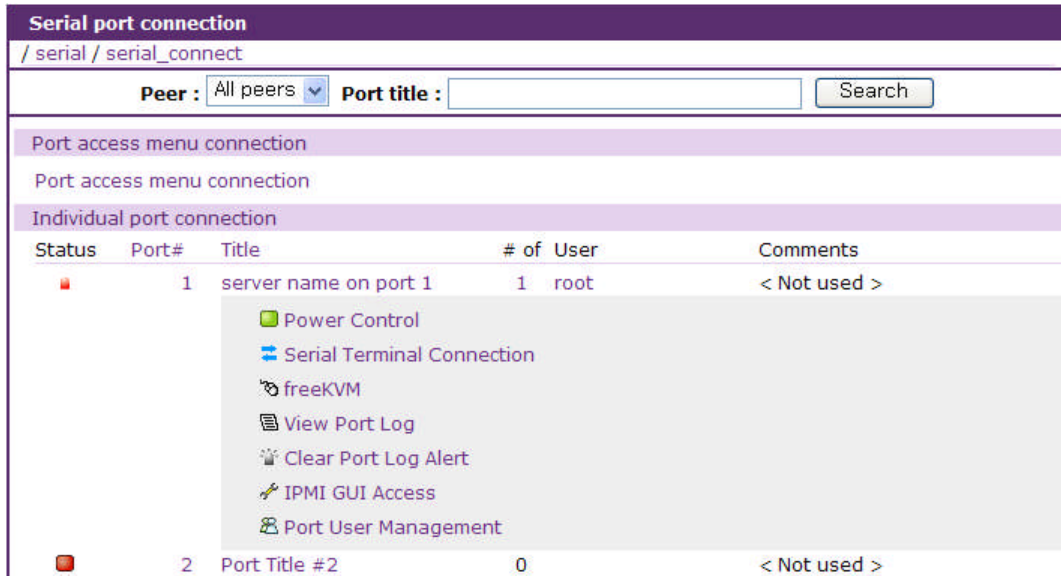 Serial port connection
/ serial / serial_connect
Peer : All peers Port title : Search
Port access menu connection
Port access menu connection
Individual port connection
Status Port# Title # of User Comments
1 server name on port 1 1 root < Not used >
Power Control
Serial Terminal Connection
freeKVM
View Port Log
Clear Port Log Alert
IPMI GUI Access
Port User Management
2 Port Title #2 0 < Not used >